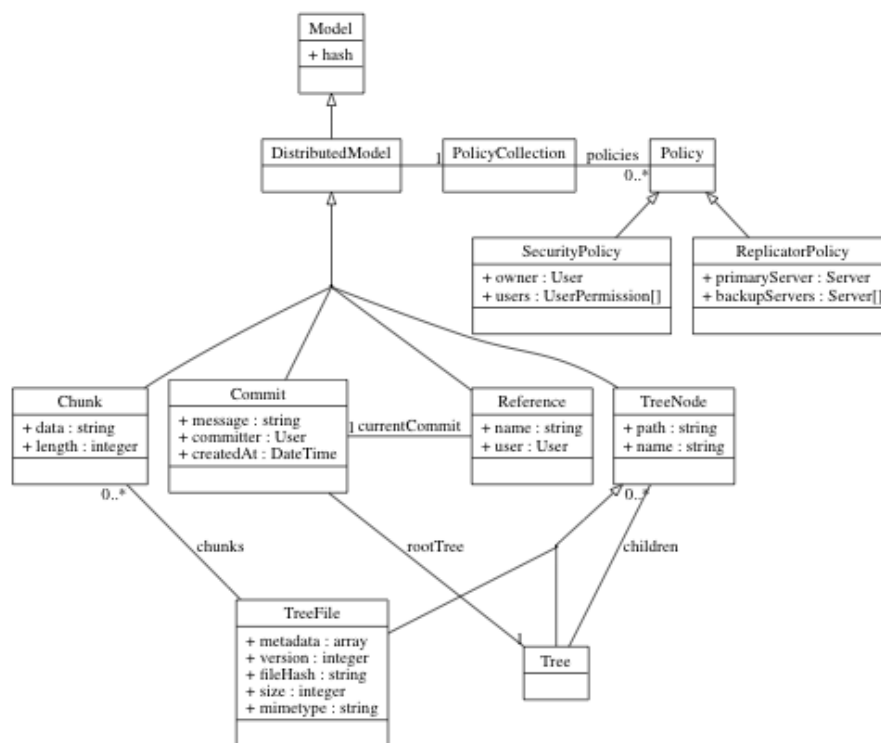 Model
+ hash
DistributedModel
1
PolicyCollection
policies
0..*
Policy
SecurityPolicy
+ owner : User
+ users : UserPermission[]
ReplicatorPolicy
+ primaryServer : Server
+ backupServers : Server[]
Chunk
+ data : string
+ length : integer
Commit
+ message : string
+ committer : User
+ createdAt : DateTime
1 currentCommit
Reference
+ name : string
+ user : User
TreeNode
+ path : string
+ name : string
0..*
0..*
chunks
rootTree
children
TreeFile
+ metadata : array
+ version : integer
+ fileHash : string
+ size : integer
+ mimetype : string
1
Tree